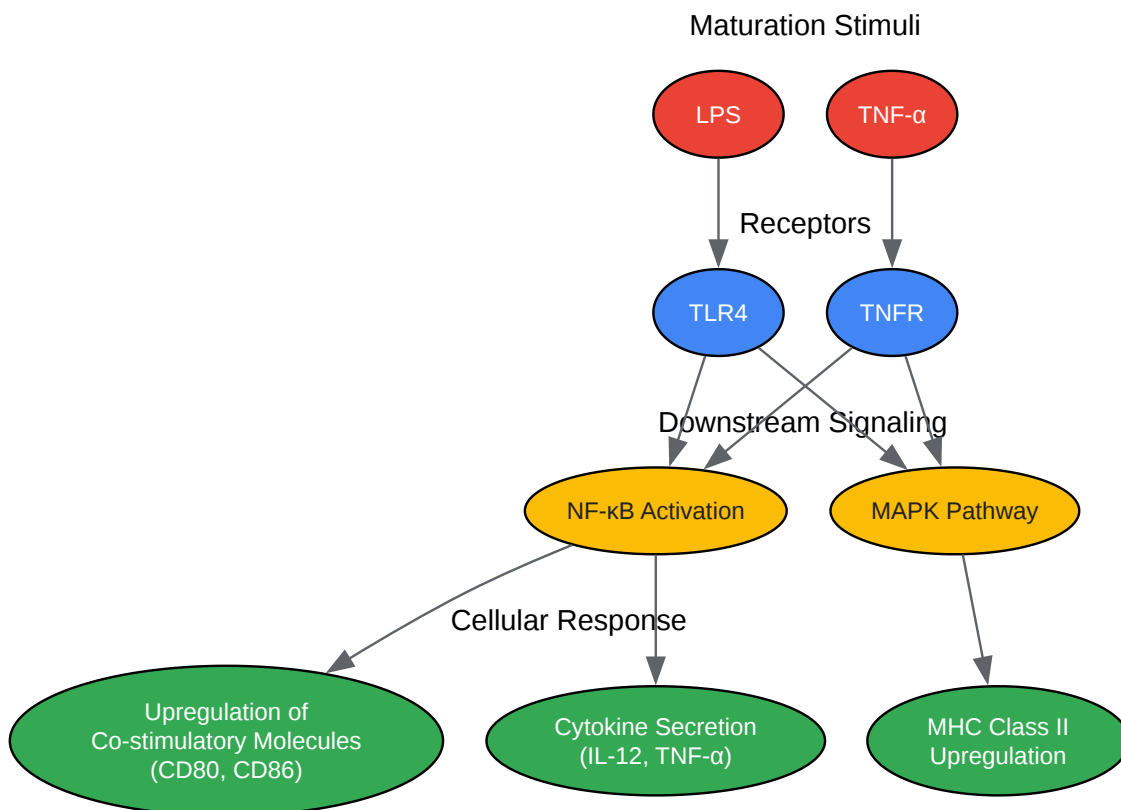 Maturation Stimuli
LPS
TNF-α
Receptors
TLR4
TNFR
Downstream Signaling
NF-κB Activation
MAPK Pathway
Cellular Response
Upregulation of
Co-stimulatory Molecules
(CD80, CD86)
Cytokine Secretion
(IL-12, TNF-α)
MHC Class II
Upregulation